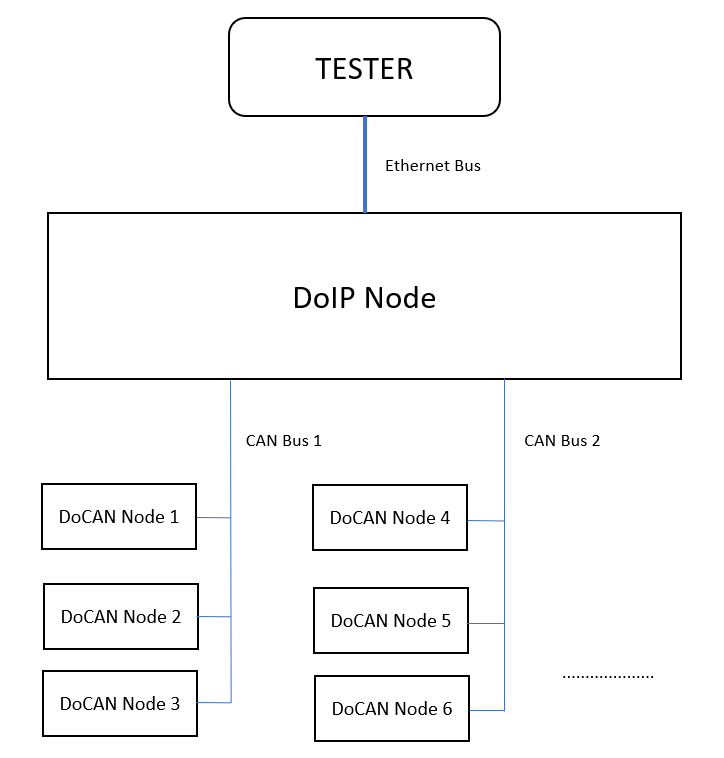 TESTER
Ethernet Bus
DoIP Node
CAN Bus 1
CAN Bus 2
DoCAN Node 1
DoCAN Node 4
DoCAN Node 2
DoCAN Node 5
DoCAN Node 3
DoCAN Node 6
....................